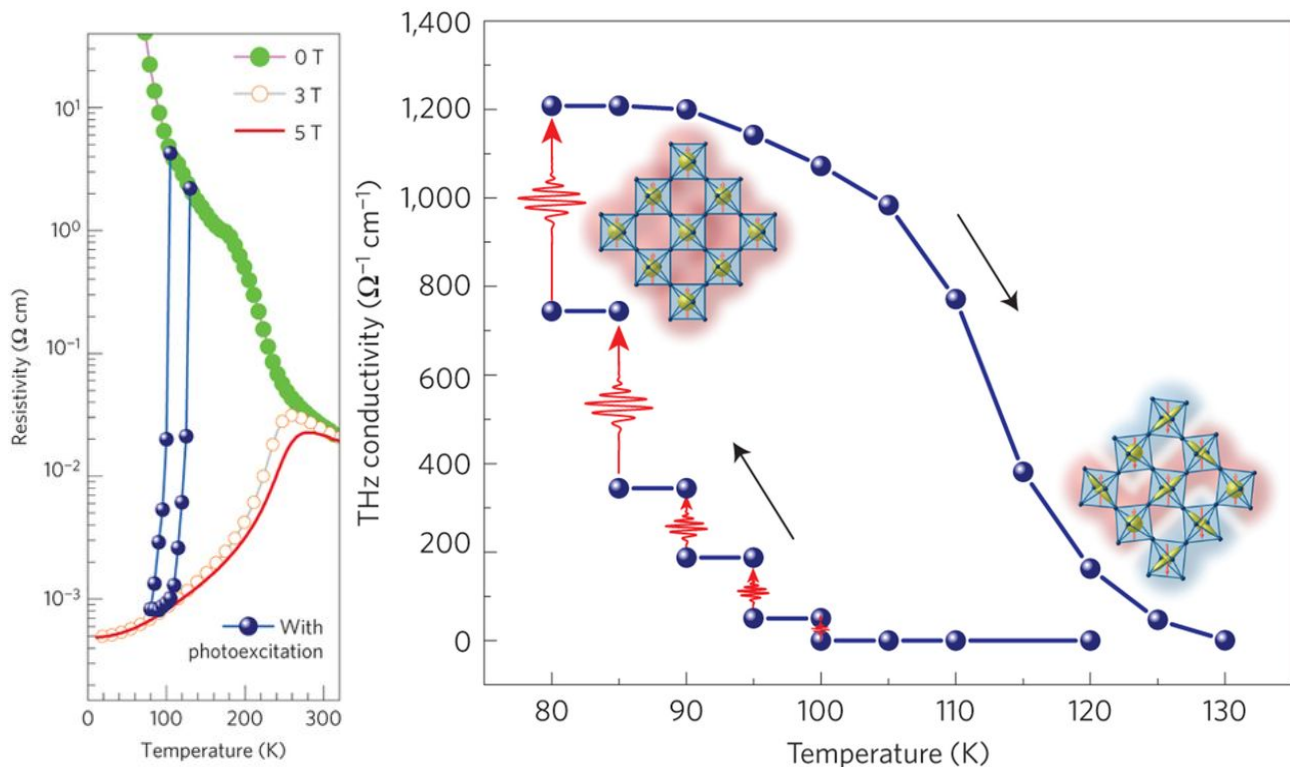 0 T
3 T
5 T
10¹
10⁰
10⁻¹
10⁻²
10⁻³
Resistivity (Ω cm)
With
photoexcitation
0
100
200
300
Temperature (K)
1,400
1,200
1,000
800
600
400
200
0
THz conductivity (Ω⁻¹ cm⁻¹)
80
90
100
110
120
130
Temperature (K)